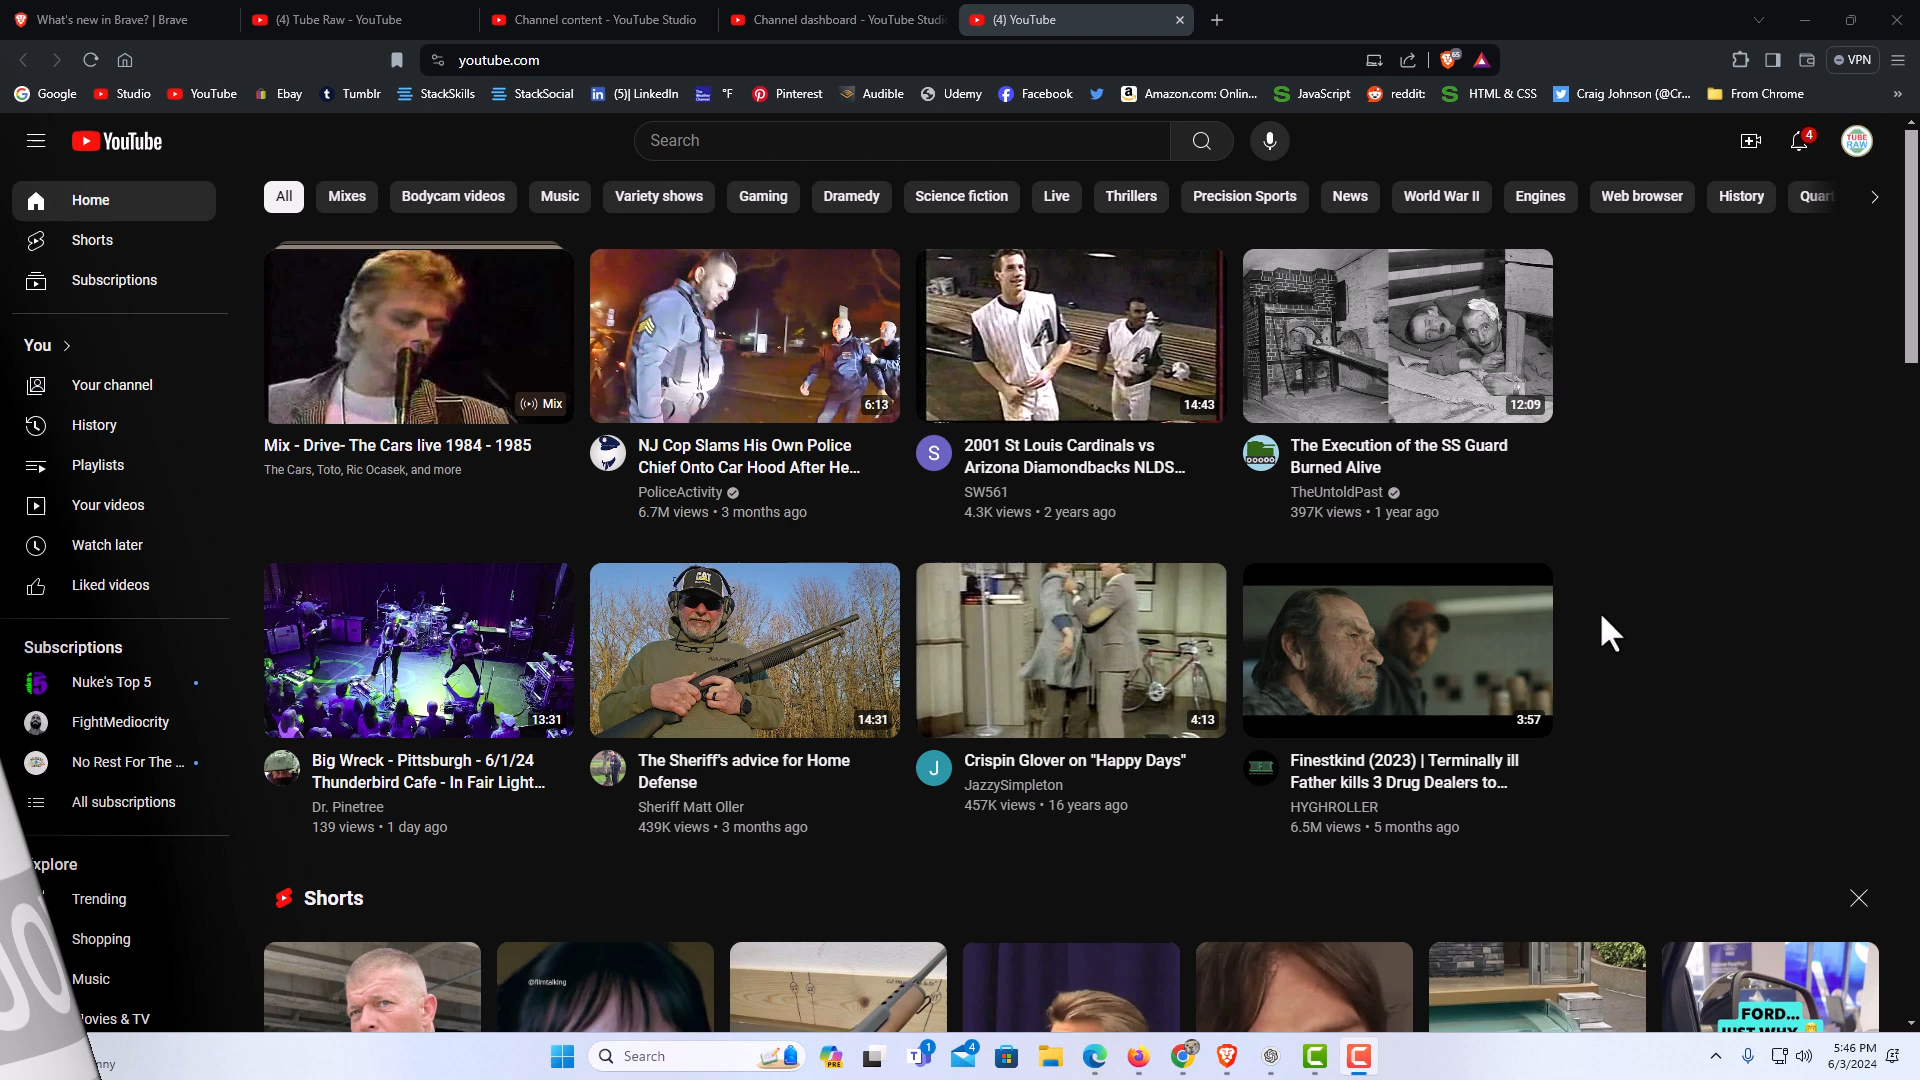 What's new in Brave? | Brave
(4) Tube Raw - YouTube
Channel content - YouTube Studio
Channel dashboard - YouTube Studi
(4) YouTube
youtube.com
VPN
Google
Studio
YouTube
Ebay
Tumblr
StackSkills
StackSocial
(5)| LinkedIn
°F
Pinterest
Audible
Udemy
Facebook
Amazon.com: Onlin...
JavaScript
reddit:
HTML & CSS
Craig Johnson (@Cr...
From Chrome
YouTube
Search
4
TUBE
RAW
Home
Shorts
Subscriptions
You
Your channel
History
Playlists
Your videos
Watch later
Liked videos
Subscriptions
Nuke's Top 5
FightMediocrity
No Rest For The ...
All subscriptions
xplore
Trending
Shopping
Music
ovies & TV
All
Mixes
Bodycam videos
Music
Variety shows
Gaming
Dramedy
Science fiction
Live
Thrillers
Precision Sports
News
World War II
Engines
Web browser
History
Quart
Mix
Mix - Drive- The Cars live 1984 - 1985
The Cars, Toto, Ric Ocasek, and more
6:13
NJ Cop Slams His Own Police
Chief Onto Car Hood After He...
PoliceActivity
6.7M views • 3 months ago
14:43
S
2001 St Louis Cardinals vs
Arizona Diamondbacks NLDS...
SW561
4.3K views • 2 years ago
12:09
The Execution of the SS Guard
Burned Alive
TheUntoldPast
397K views • 1 year ago
13:31
Big Wreck - Pittsburgh - 6/1/24
Thunderbird Cafe - In Fair Light...
Dr. Pinetree
139 views • 1 day ago
CAT
14:31
The Sheriff's advice for Home
Defense
Sheriff Matt Oller
439K views • 3 months ago
4:13
J
Crispin Glover on "Happy Days"
JazzySimpleton
457K views • 16 years ago
3:57
Finestkind (2023) | Terminally ill
Father kills 3 Drug Dealers to...
HYGHROLLER
6.5M views • 5 months ago
Shorts
@filmtalking
FORD...
JUST WHY
nny
Search
PRE
1
4
5:46 PM
6/3/2024